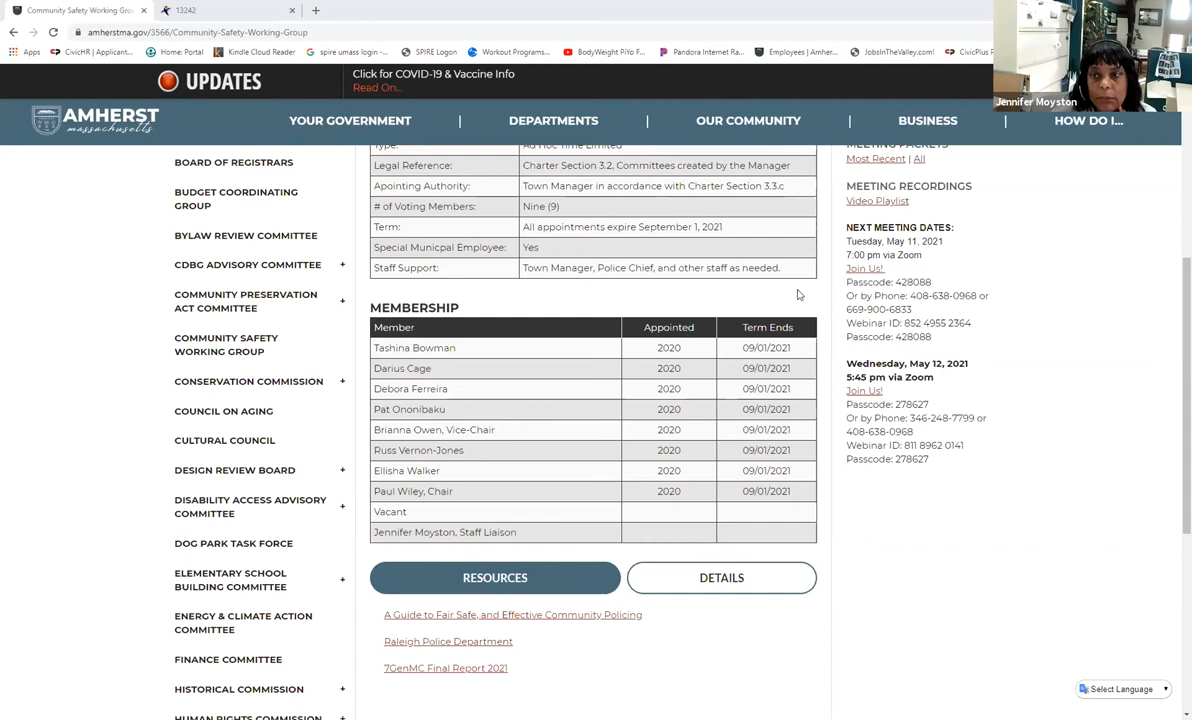 Community Safety Working Gro
13242
amherstma.gov/3566/Community-Safety-Working-Group
Apps
CivicHR | Applicant...
Home: Portal
Kindle Cloud Reader
spire umass login -...
SPIRE Logon
Workout Programs...
BodyWeight PiYo F...
Pandora Internet Ra...
Employees | Amher...
JobsInTheValley.com!
CivicPlus P
UPDATES
Click for COVID-19 & Vaccine Info
Read On...
Jennifer Moyston
AMHERST
Massachusetts
YOUR GOVERNMENT | DEPARTMENTS | OUR COMMUNITY | BUSINESS | HOW DO I...
BOARD OF REGISTRARS
BUDGET COORDINATING
GROUP
BYLAW REVIEW COMMITTEE
CDBG ADVISORY COMMITTEE +
COMMUNITY PRESERVATION
ACT COMMITTEE +
COMMUNITY SAFETY
WORKING GROUP
CONSERVATION COMMISSION +
COUNCIL ON AGING
CULTURAL COUNCIL
DESIGN REVIEW BOARD +
DISABILITY ACCESS ADVISORY
COMMITTEE +
DOG PARK TASK FORCE
ELEMENTARY SCHOOL
BUILDING COMMITTEE +
ENERGY & CLIMATE ACTION
COMMITTEE
FINANCE COMMITTEE
HISTORICAL COMMISSION +
HUMAN RIGHTS COMMISSION +
Type: Ad Hoc Time Limited
Legal Reference: Charter Section 3.2, Committees created by the Manager
Apointing Authority: Town Manager in accordance with Charter Section 3.3.c
# of Voting Members: Nine (9)
Term: All appointments expire September 1, 2021
Special Municpal Employee: Yes
Staff Support: Town Manager, Police Chief, and other staff as needed.
MEMBERSHIP
Member Appointed Term Ends
Tashina Bowman 2020 09/01/2021
Darius Cage 2020 09/01/2021
Debora Ferreira 2020 09/01/2021
Pat Ononibaku 2020 09/01/2021
Brianna Owen, Vice-Chair 2020 09/01/2021
Russ Vernon-Jones 2020 09/01/2021
Ellisha Walker 2020 09/01/2021
Paul Wiley, Chair 2020 09/01/2021
Vacant
Jennifer Moyston, Staff Liaison
RESOURCES
DETAILS
A Guide to Fair Safe, and Effective Community Policing
Raleigh Police Department
7GenMC Final Report 2021
MEETING PACKETS
Most Recent | All
MEETING RECORDINGS
Video Playlist
NEXT MEETING DATES:
Tuesday, May 11, 2021
7:00 pm via Zoom
Join Us!
Passcode: 428088
Or by Phone: 408-638-0968 or
669-900-6833
Webinar ID: 852 4955 2364
Passcode: 428088
Wednesday, May 12, 2021
5:45 pm via Zoom
Join Us!
Passcode: 278627
Or by Phone: 346-248-7799 or
408-638-0968
Webinar ID: 811 8962 0141
Passcode: 278627
Select Language